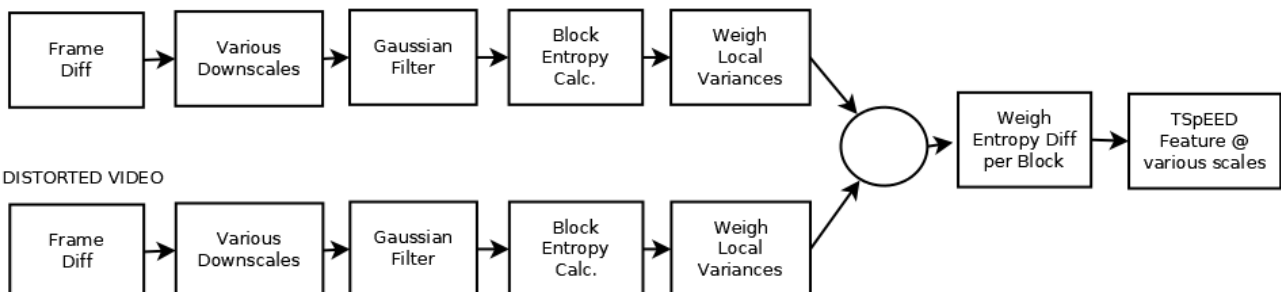 Frame
Diff
Various
Downscales
Gaussian
Filter
Block
Entropy
Calc.
Weigh
Local
Variances
Weigh
Entropy Diff
per Block
TSpEED
Feature @
various scales
DISTORTED VIDEO
Frame
Diff
Various
Downscales
Gaussian
Filter
Block
Entropy
Calc.
Weigh
Local
Variances